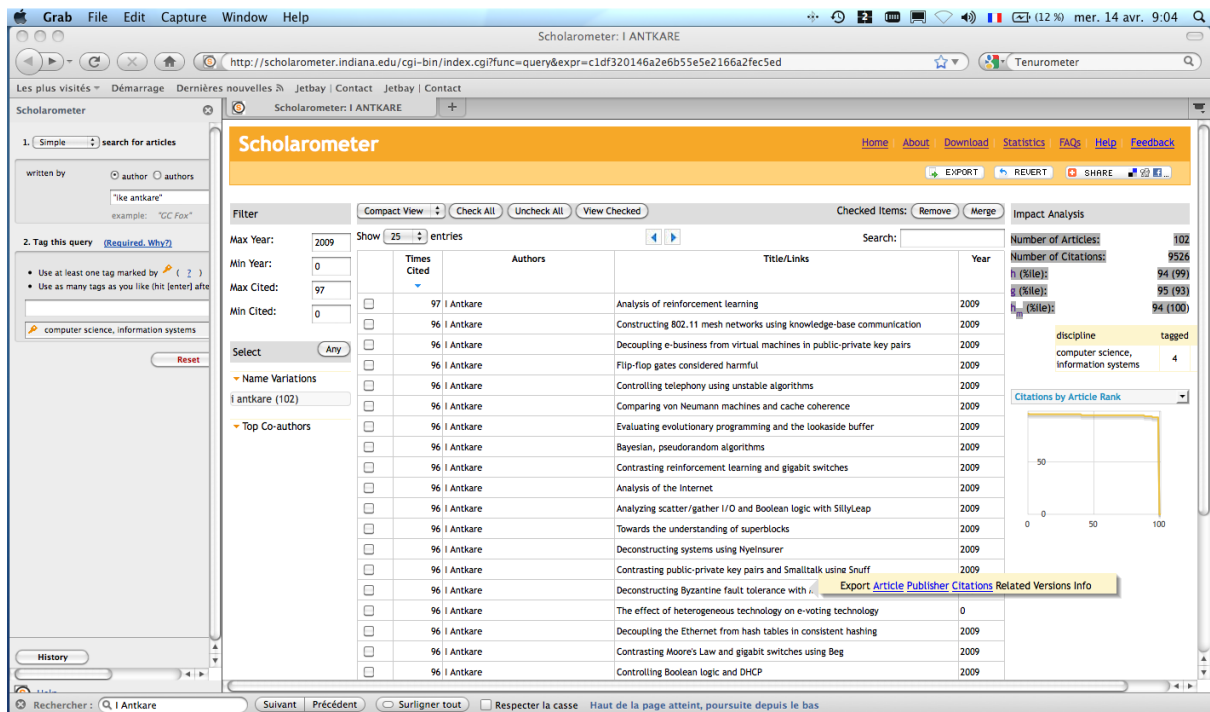 Grab File Edit Capture Window Help (12 %) mer. 14 avr. 9:04
Scholarometer: I ANTKARE
http://scholarometer.indiana.edu/cgi-bin/index.cgi?func=query&expr=c1df320146a2e6b55e5e2166a2fec5ed Tenurometer
Les plus visités Démarrage Dernières nouvelles Jetbay | Contact Jetbay | Contact
Scholarometer Scholarometer: I ANTKARE +
1. Simple search for articles
written by author authors
"ike antkare"
example: "GC Fox"
2. Tag this query (Required. Why?)
Use at least one tag marked by ( ? )
Use as many tags as you like (hit [enter] afte
computer science, information systems
Reset
History
Scholarometer
Home About Download Statistics FAQs Help Feedback
EXPORT REVERT SHARE
Filter
Max Year: 2009
Min Year: 0
Max Cited: 97
Min Cited: 0
Select Any
Name Variations
i antkare (102)
Top Co-authors
Compact View Check All Uncheck All View Checked Checked Items: Remove Merge
Show 25 entries Search:
Times Cited Authors Title/Links Year
97 I Antkare Analysis of reinforcement learning 2009
96 I Antkare Constructing 802.11 mesh networks using knowledge-base communication 2009
96 I Antkare Decoupling e-business from virtual machines in public-private key pairs 2009
96 I Antkare Flip-flop gates considered harmful 2009
96 I Antkare Controlling telephony using unstable algorithms 2009
96 I Antkare Comparing von Neumann machines and cache coherence 2009
96 I Antkare Evaluating evolutionary programming and the lookaside buffer 2009
96 I Antkare Bayesian, pseudorandom algorithms 2009
96 I Antkare Contrasting reinforcement learning and gigabit switches 2009
96 I Antkare Analysis of the Internet 2009
96 I Antkare Analyzing scatter/gather I/O and Boolean logic with SillyLeap 2009
96 I Antkare Towards the understanding of superblocks 2009
96 I Antkare Deconstructing systems using NyeInsurer 2009
96 I Antkare Contrasting public-private key pairs and Smalltalk using Snuff 2009
96 I Antkare Deconstructing Byzantine fault tolerance with
Export Article Publisher Citations Related Versions Info
96 I Antkare The effect of heterogeneous technology on e-voting technology 0
96 I Antkare Decoupling the Ethernet from hash tables in consistent hashing 2009
96 I Antkare Contrasting Moore's Law and gigabit switches using Beg 2009
96 I Antkare Controlling Boolean logic and DHCP 2009
Impact Analysis
Number of Articles: 102
Number of Citations: 9526
h (%ile): 94 (99)
g (%ile): 95 (93)
hm (%ile): 94 (100)
discipline tagged
computer science, information systems 4
Citations by Article Rank
50
0
0 50 100
Rechercher : I Antkare Suivant Précédent Surligner tout Respecter la casse Haut de la page atteint, poursuite depuis le bas